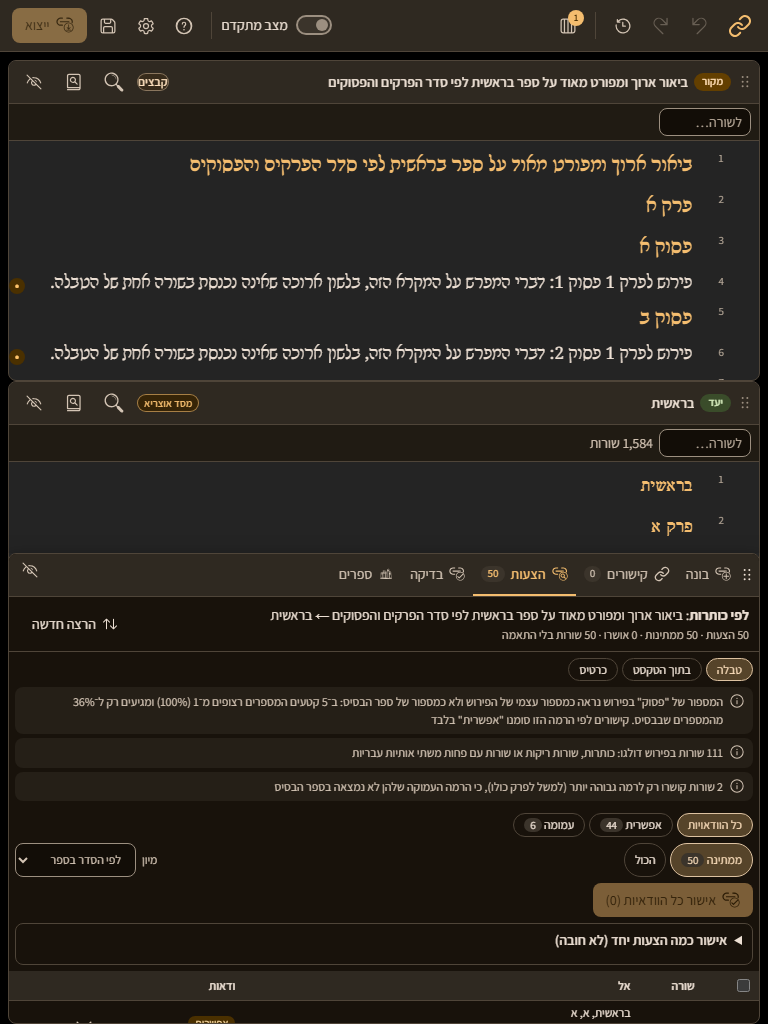 ייצוא
מצב מתקדם
1
מקור ביאור ארוך ומפורט מאוד על ספר בראשית לפי סדר הפרקים והפסוקים קבצים
לשורה...
1 ביאור ארוך ומפורט מאוד על ספר בראשית לפי סדר הפרקים והפסוקים
2 פרק א
3 פסוק א
4 פירוש לפרק 1 פסוק 1: דברי המפרש על המקרא הזה, בלשון ארוכה שאינה נכנסת בשורה אחת של הטבלה.
5 פסוק ב
6 פירוש לפרק 1 פסוק 2: דברי המפרש על המקרא הזה, בלשון ארוכה שאינה נכנסת בשורה אחת של הטבלה.
יעד בראשית מסד אוצריא
לשורה... 1,584 שורות
1 בראשית
2 פרק א
בונה קישורים 0 הצעות 50 בדיקה ספרים
לפי כותרות: ביאור ארוך ומפורט מאוד על ספר בראשית לפי סדר הפרקים והפסוקים ← בראשית
50 הצעות · 50 ממתינות · 0 אושרו · 50 שורות בלי התאמה
הרצה חדשה
טבלה בתוך הטקסט כרטיס
המספור של "פסוק" בפירוש נראה כמספור עצמי של הפירוש ולא כמספור של ספר הבסיס: ב־5 קטעים המספרים רצופים מ־1 (100%) ומגיעים רק ל־36%
מהמספרים שבבסיס. קישורים לפי הרמה הזו סומנו "אפשרית" בלבד
111 שורות בפירוש דולגו: כותרות, שורות ריקות או שורות עם פחות משתי אותיות עבריות
2 שורות קושרו רק לרמה גבוהה יותר (למשל לפרק כולו), כי הרמה העמוקה שלהן לא נמצאה בספר הבסיס
כל הוודאויות אפשרית 44 עמומה 6
ממתינה 50 הכול מיון לפי הסדר בספר
אישור כל הוודאיות (0)
אישור כמה הצעות יחד (לא חובה)
שורה אל ודאות
בראשית, א, א